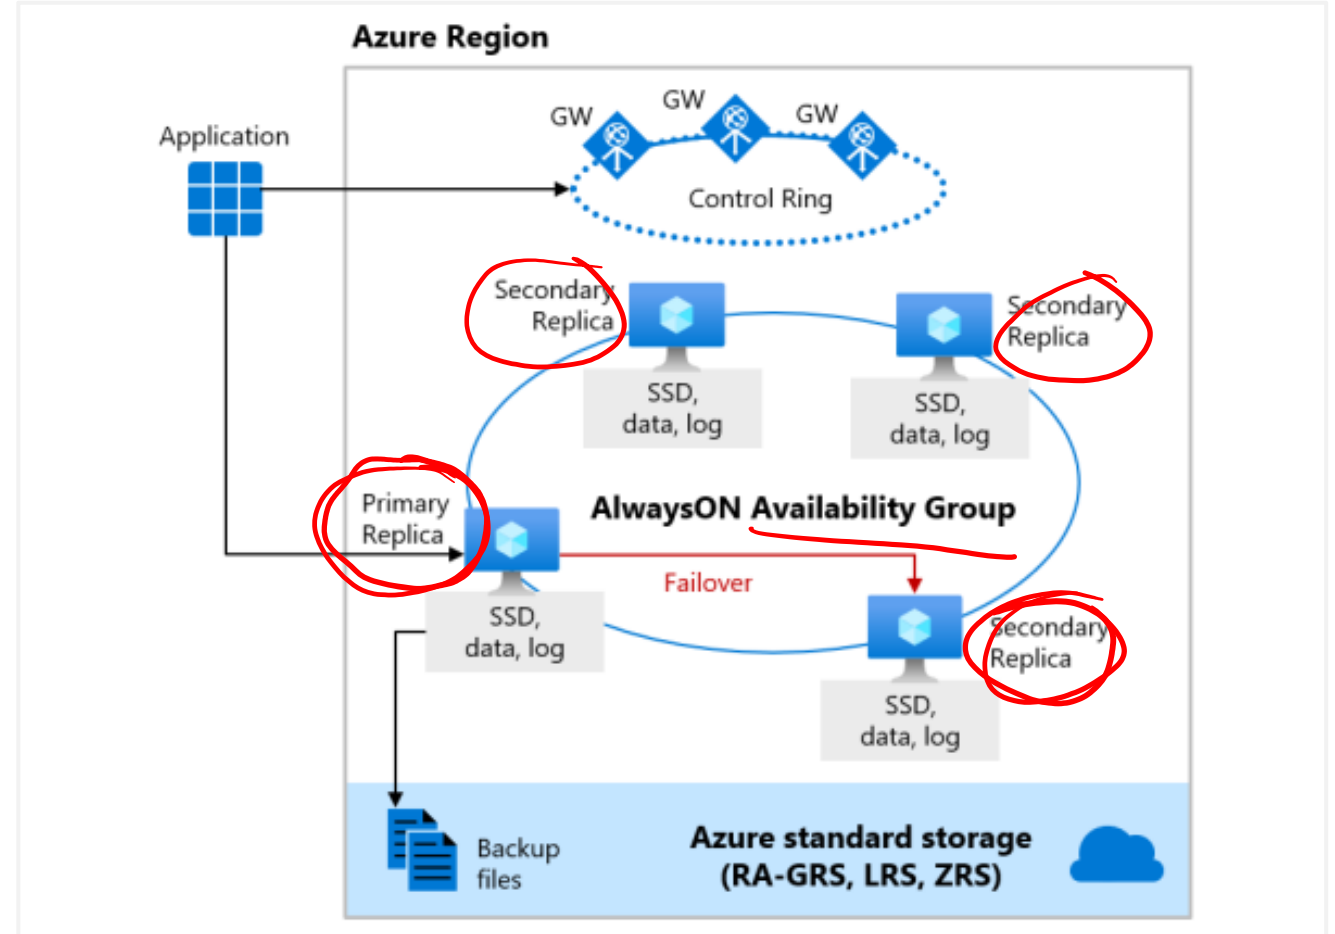 Azure Region
GW
GW
GW
Application
Control Ring
Secondary
Replica
Secondary
Replica
SSD,
data, log
SSD,
data, log
Primary
Replica
AlwaysON Availability Group
Failover
SSD,
data, log
Secondary
Replica
SSD,
data, log
Backup
files
Azure standard storage
(RA-GRS, LRS, ZRS)